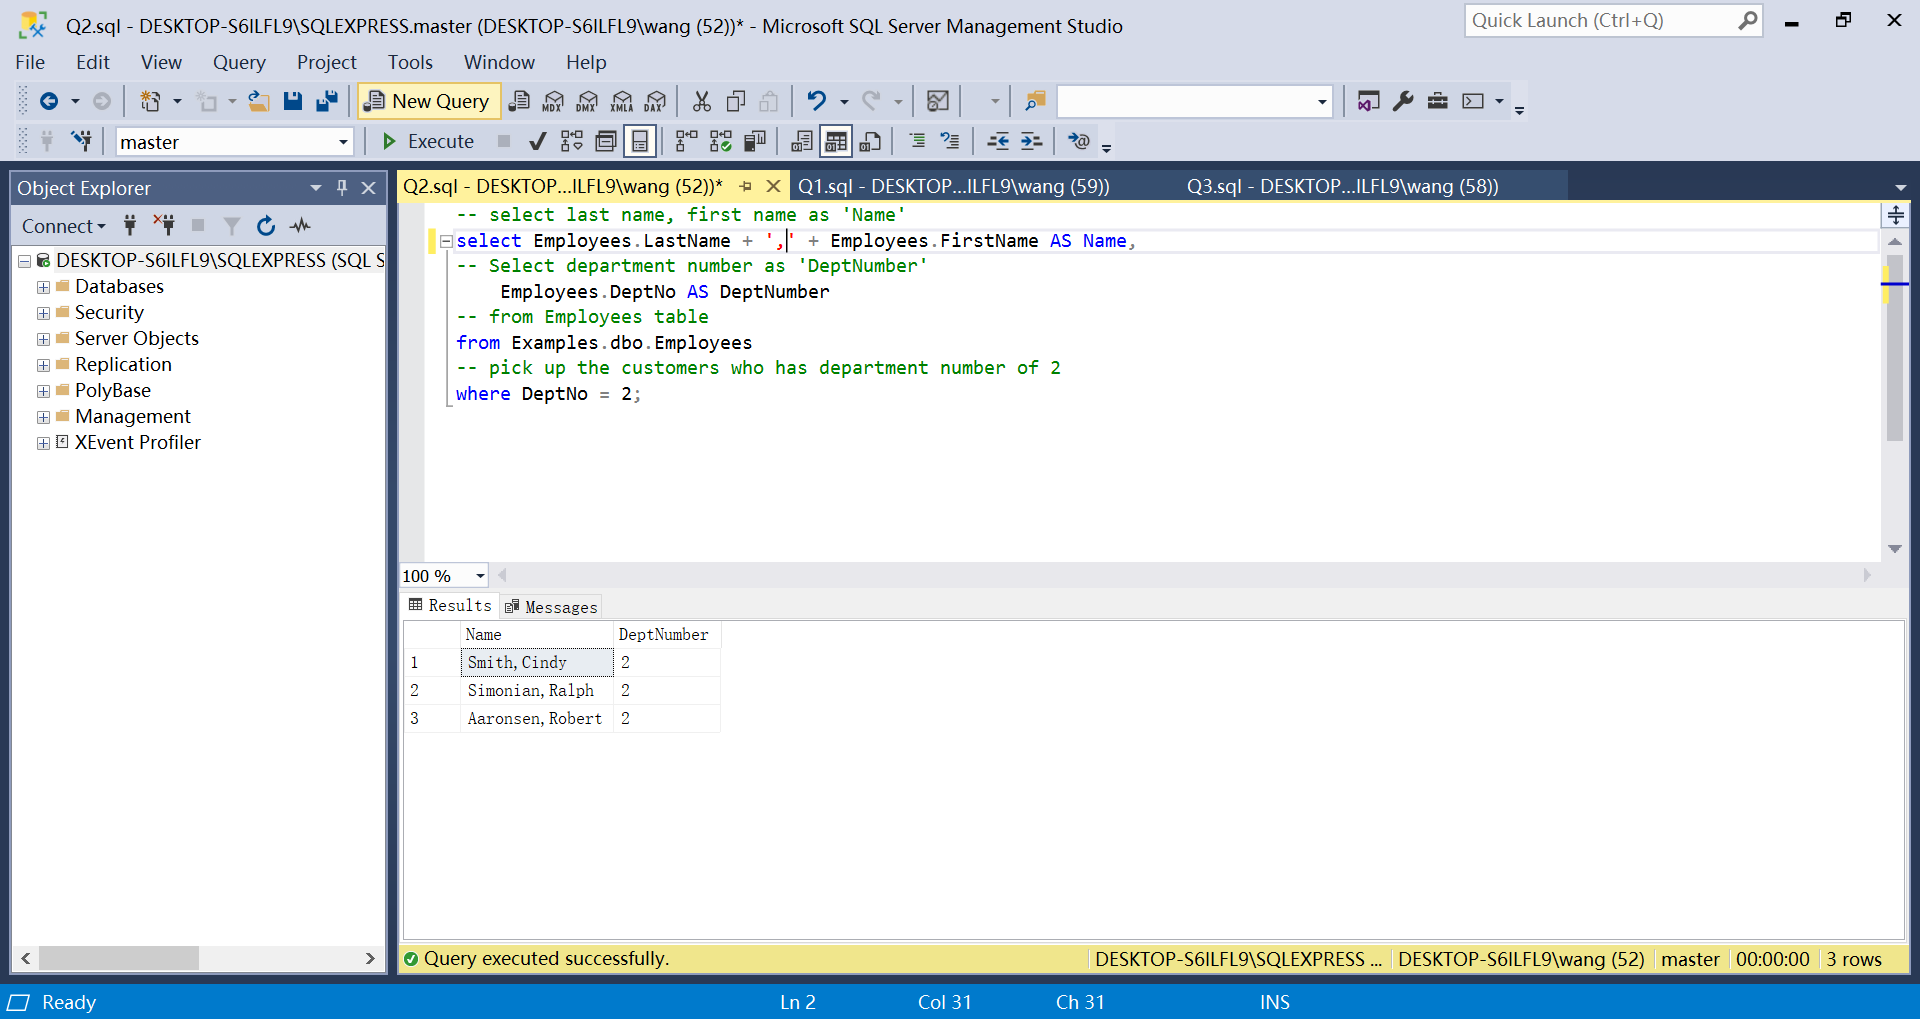 Q2.sql - DESKTOP-S6ILFL9\SQLEXPRESS.master (DESKTOP-S6ILFL9\wang (52))* - Microsoft SQL Server Management Studio
Quick Launch (Ctrl+Q)
File Edit View Query Project Tools Window Help
New Query MDX DMX XMLA DAX
master Execute
Object Explorer
Connect
DESKTOP-S6ILFL9\SQLEXPRESS (SQL S
Databases
Security
Server Objects
Replication
PolyBase
Management
XEvent Profiler
Q2.sql - DESKTOP...ILFL9\wang (52))* Q1.sql - DESKTOP...ILFL9\wang (59)) Q3.sql - DESKTOP...ILFL9\wang (58))
-- select last name, first name as 'Name'
select Employees.LastName + ',' + Employees.FirstName AS Name,
-- Select department number as 'DeptNumber'
Employees.DeptNo AS DeptNumber
-- from Employees table
from Examples.dbo.Employees
-- pick up the customers who has department number of 2
where DeptNo = 2;
100 %
Results Messages
Name DeptNumber
1 Smith,Cindy 2
2 Simonian,Ralph 2
3 Aaronsen,Robert 2
Query executed successfully. DESKTOP-S6ILFL9\SQLEXPRESS ... DESKTOP-S6ILFL9\wang (52) master 00:00:00 3 rows
Ready Ln 2 Col 31 Ch 31 INS